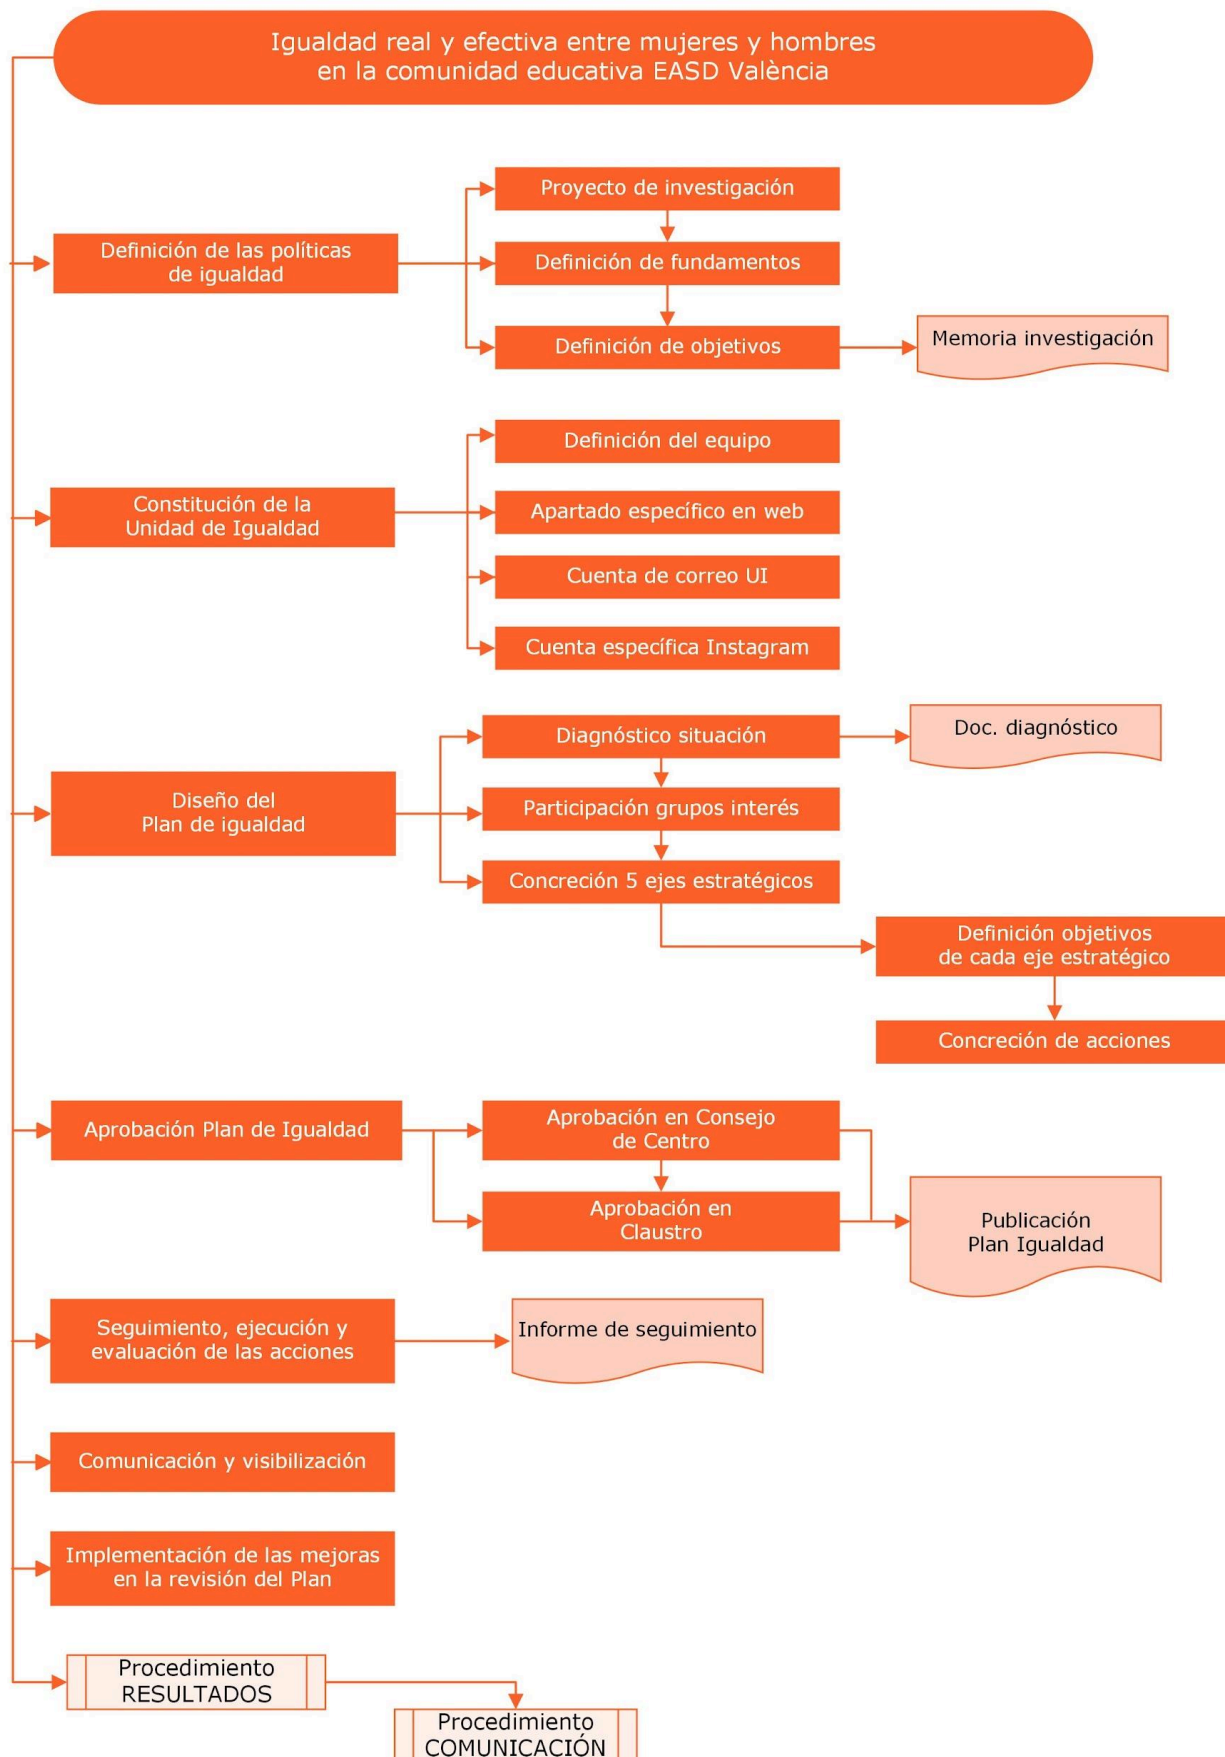 Igualdad real y efectiva entre mujeres y hombres
en la comunidad educativa EASD València
Proyecto de investigación
Definición de las políticas
de igualdad
Definición de fundamentos
Definición de objetivos
Memoria investigación
Definición del equipo
Constitución de la
Unidad de Igualdad
Apartado específico en web
Cuenta de correo UI
Cuenta específica Instagram
Diagnóstico situación
Doc. diagnóstico
Diseño del
Plan de igualdad
Participación grupos interés
Concreción 5 ejes estratégicos
Definición objetivos
de cada eje estratégico
Concreción de acciones
Aprobación Plan de Igualdad
Aprobación en Consejo
de Centro
Aprobación en
Claustro
Publicación
Plan Igualdad
Seguimiento, ejecución y
evaluación de las acciones
Informe de seguimiento
Comunicación y visibilización
Implementación de las mejoras
en la revisión del Plan
Procedimiento
RESULTADOS
Procedimiento
COMUNICACIÓN